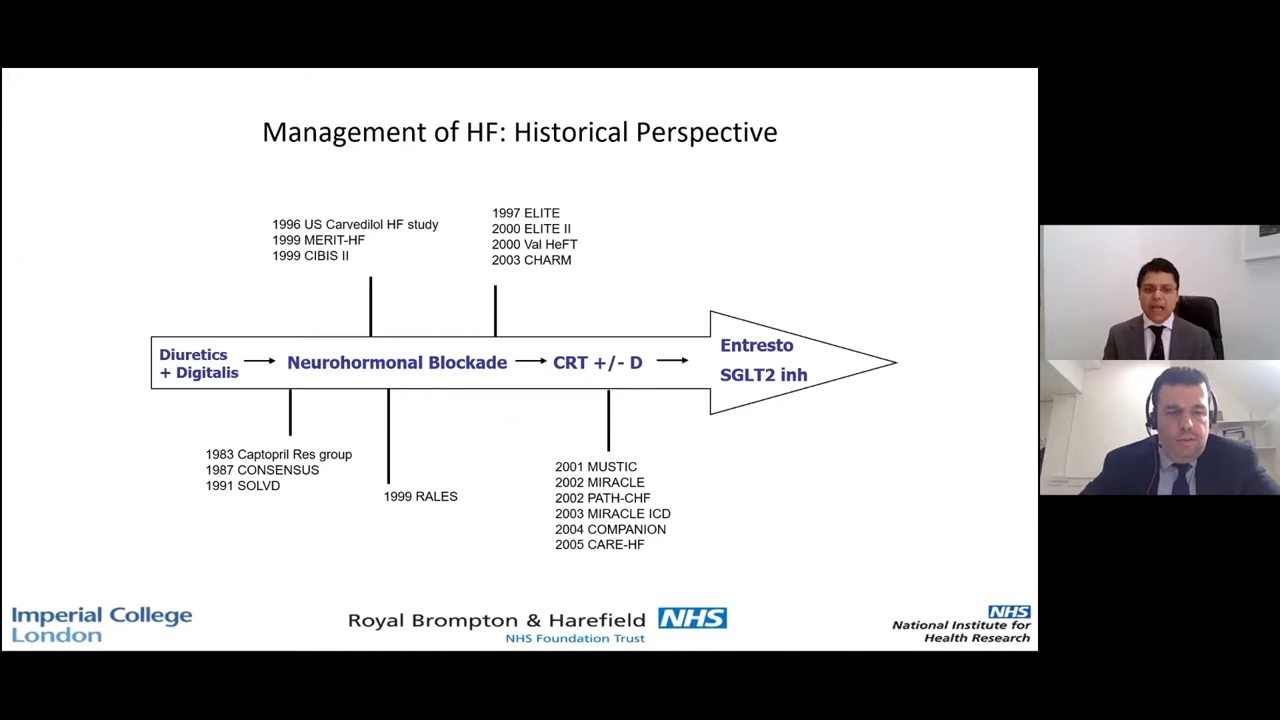 Management of HF: Historical Perspective
1996 US Carvedilol HF study
1999 MERIT-HF
1999 CIBIS II
1997 ELITE
2000 ELITE II
2000 Val HeFT
2003 CHARM
Diuretics
+ Digitalis
Neurohormonal Blockade
CRT +/- D
Entresto
SGLT2 inh
1983 Captopril Res group
1987 CONSENSUS
1991 SOLVD
1999 RALES
2001 MUSTIC
2002 MIRACLE
2002 PATH-CHF
2003 MIRACLE ICD
2004 COMPANION
2005 CARE-HF
Imperial College
London
Royal Brompton & Harefield NHS
NHS Foundation Trust
NHS
National Institute for
Health Research